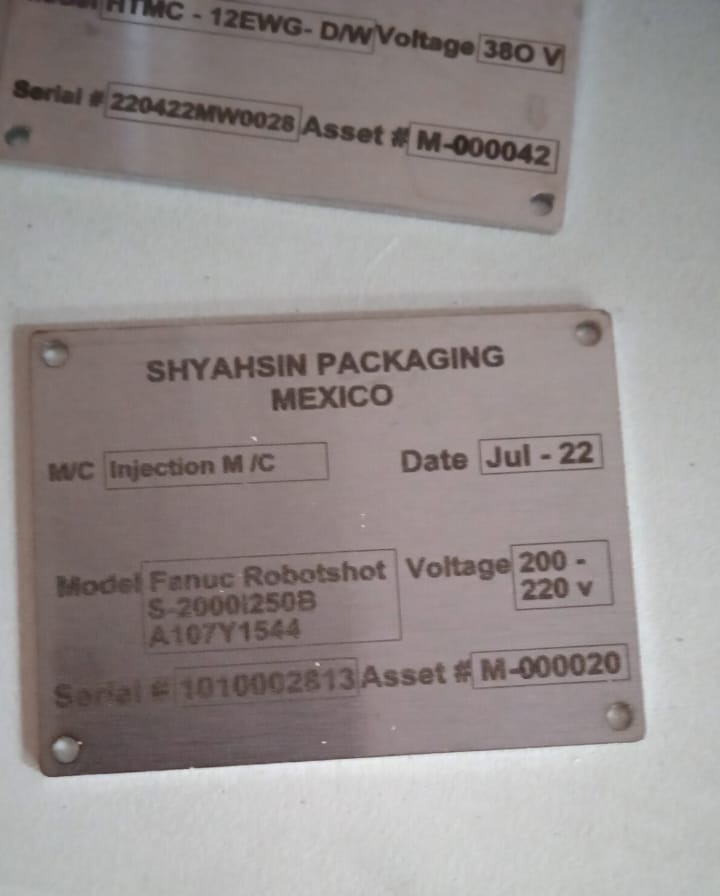 HTMC - 12EWG- D/W Voltage 380 V
Serial # 220422MW0028 Asset # M-000042
SHYAHSIN PACKAGING
MEXICO
M/C Injection M /C Date Jul - 22
Model Fanuc Robotshot Voltage 200 -
S-2000I250B 220 v
A107Y1544
Serial # 1010002813 Asset # M-000020